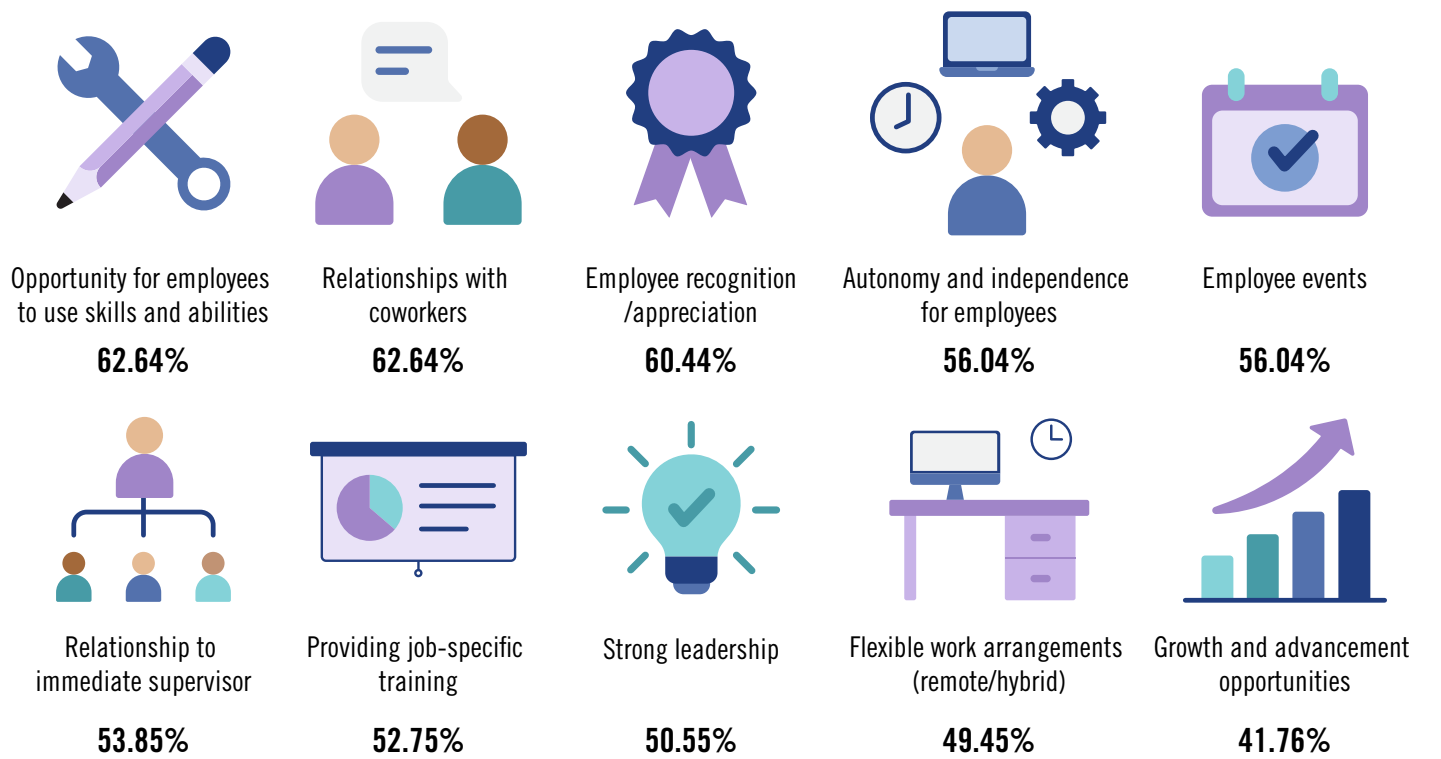 Opportunity for employees
to use skills and abilities
62.64%
Relationships with
coworkers
62.64%
Employee recognition
/appreciation
60.44%
Autonomy and independence
for employees
56.04%
Employee events
56.04%
Relationship to
immediate supervisor
53.85%
Providing job-specific
training
52.75%
Strong leadership
50.55%
Flexible work arrangements
(remote/hybrid)
49.45%
Growth and advancement
opportunities
41.76%